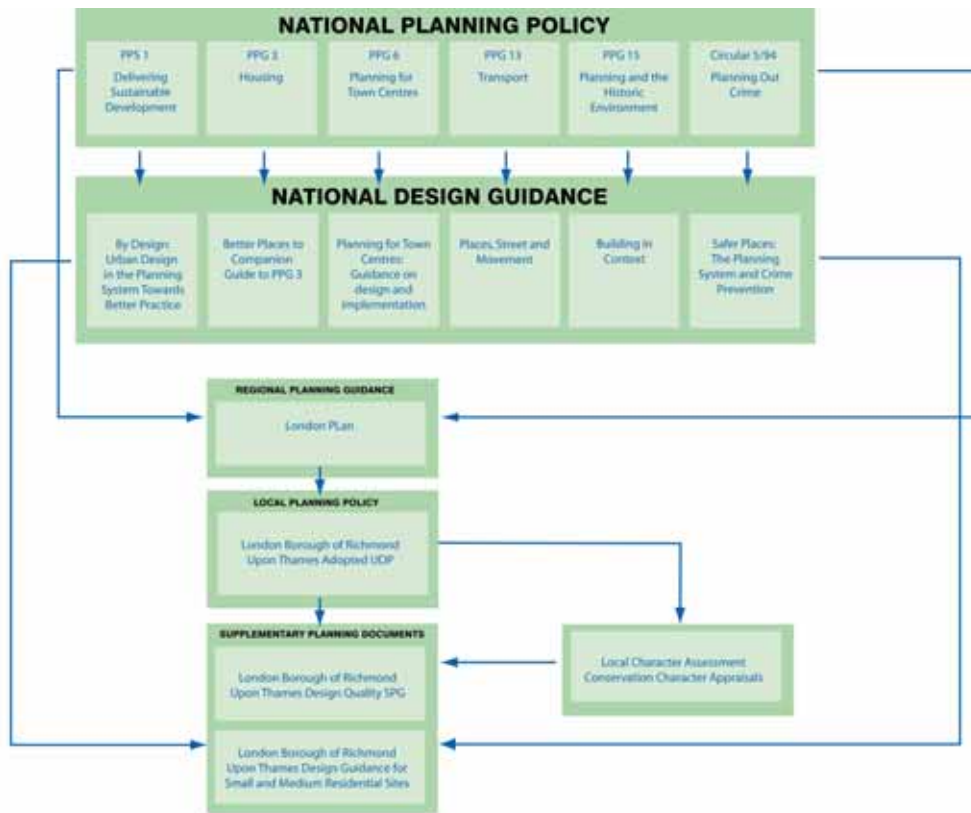 NATIONAL PLANNING POLICY
PPS 1
Delivering
Sustainable
Development
PPG 3
Housing
PPG 6
Planning for
Town Centres
PPG 13
Transport
PPG 15
Planning and the
Historic
Environment
Circular 5/94
Planning Out
Crime
NATIONAL DESIGN GUIDANCE
By Design:
Urban Design
in the Planning
System Towards
Better Practice
Better Places to
Companion
Guide to PPG 3
Planning for Town
Centres:
Guidance on
design and
implementation
Places, Street and
Movement
Building in
Context
Safer Places:
The Planning
System and Crime
Prevention
REGIONAL PLANNING GUIDANCE
London PLan
LOCAL PLANNING POLICY
London Borough of Richmond
Upon Thames Adopted UDP
SUPPLEMENTARY PLANNING DOCUMENTS
London Borough of Richmond
Upon Thames Design Quality SPG
Local Character Assessment
Conservation Character Appraisals
London Borough of Richmond
Upon Thames Design Guidance for
Small and Medium Residential Sites